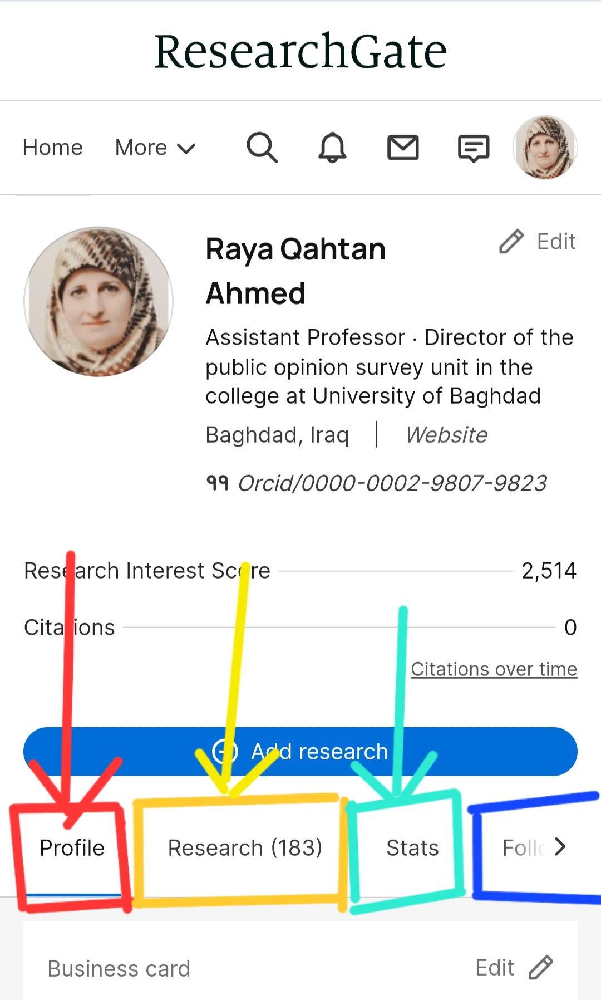 ResearchGate
Home More
Raya Qahtan
Ahmed
Edit
Assistant Professor · Director of the
public opinion survey unit in the
college at University of Baghdad
Baghdad, Iraq | Website
Orcid/0000-0002-9807-9823
Research Interest Score 2,514
Citations 0
Citations over time
Add research
Profile Research (183) Stats
Business card Edit